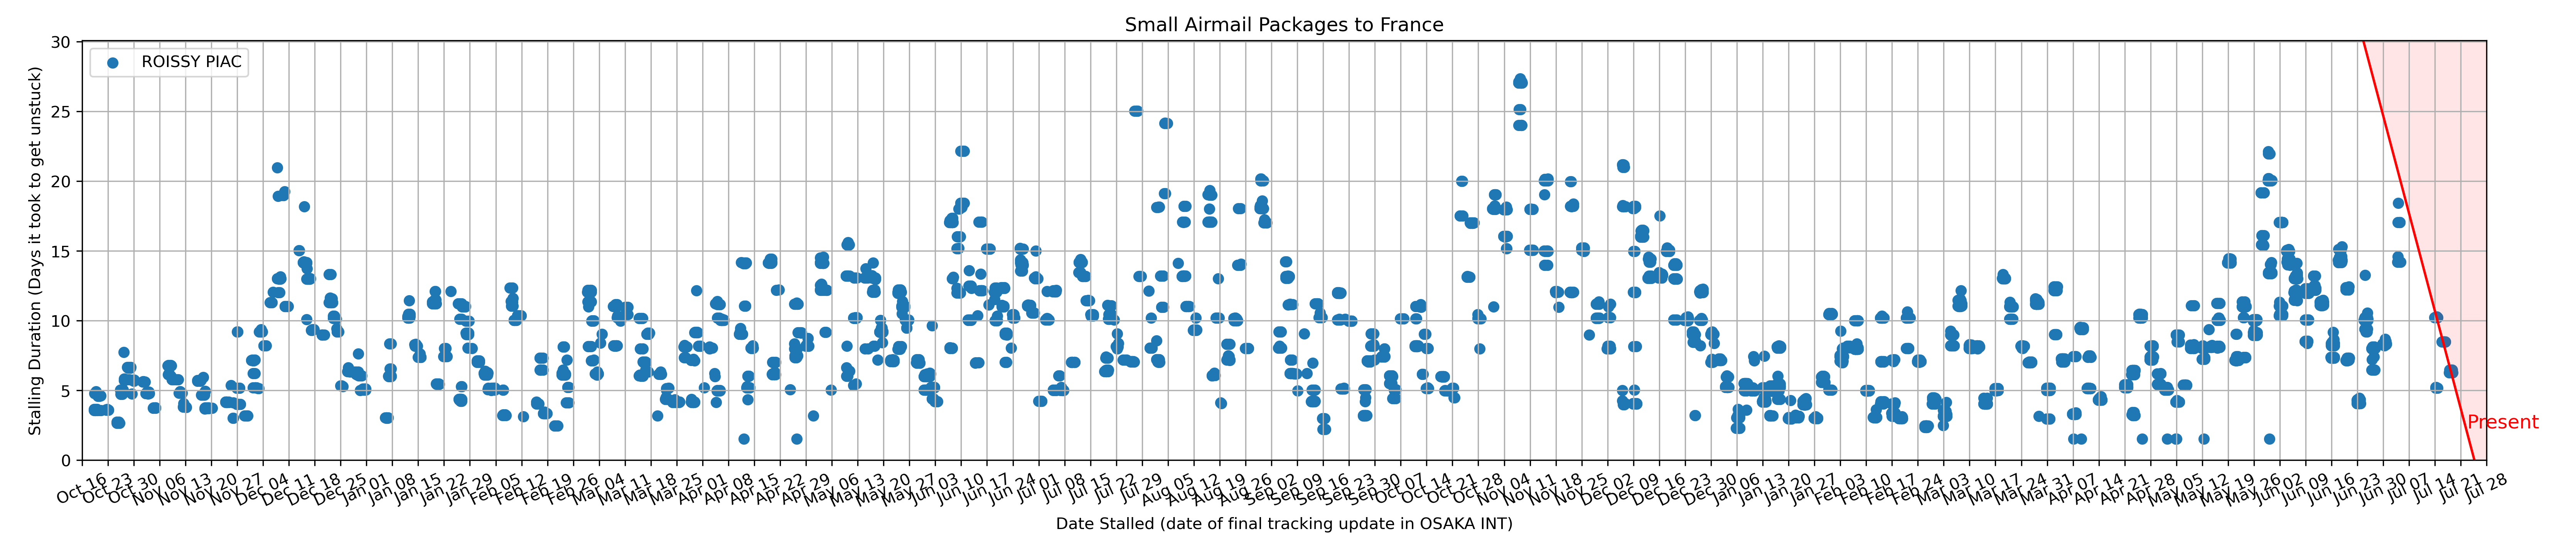 Small Airmail Packages to France
ROISSY PIAC
Stalling Duration (Days it took to get unstuck)
30
25
20
15
10
5
0
Present
Oct 16
Oct 23
Oct 30
Nov 06
Nov 13
Nov 20
Nov 27
Dec 04
Dec 11
Dec 18
Dec 25
Jan 01
Jan 08
Jan 15
Jan 22
Jan 29
Feb 05
Feb 12
Feb 19
Feb 26
Mar 04
Mar 11
Mar 18
Mar 25
Apr 01
Apr 08
Apr 15
Apr 22
Apr 29
May 06
May 13
May 20
May 27
Jun 03
Jun 10
Jun 17
Jun 24
Jul 01
Jul 08
Jul 15
Jul 22
Jul 29
Aug 05
Aug 12
Aug 19
Aug 26
Sep 02
Sep 09
Sep 16
Sep 23
Sep 30
Oct 07
Oct 14
Oct 21
Oct 28
Nov 04
Nov 11
Nov 18
Nov 25
Dec 02
Dec 09
Dec 16
Dec 23
Dec 30
Jan 06
Jan 13
Jan 20
Jan 27
Feb 03
Feb 10
Feb 17
Feb 24
Mar 03
Mar 10
Mar 17
Mar 24
Mar 31
Apr 07
Apr 14
Apr 21
Apr 28
May 05
May 12
May 19
May 26
Jun 02
Jun 09
Jun 16
Jun 23
Jun 30
Jul 07
Jul 14
Jul 21
Jul 28
Date Stalled (date of final tracking update in OSAKA INT)